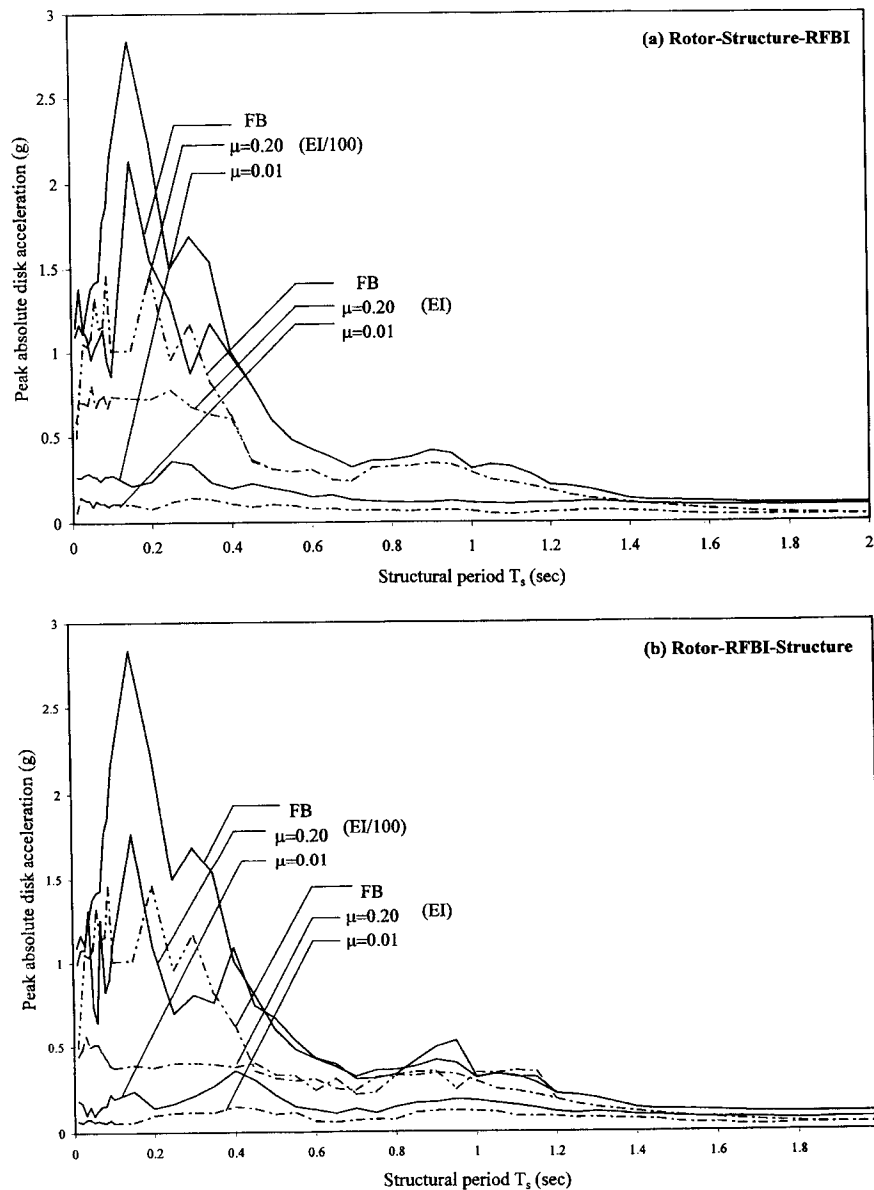 (a) Rotor-Structure-RFBI
Peak absolute disk acceleration (g)
3
2.5
2
1.5
1
0.5
0
FB
μ=0.20 (EI/100)
μ=0.01
FB
μ=0.20 (EI)
μ=0.01
0 0.2 0.4 0.6 0.8 1 1.2 1.4 1.6 1.8 2
Structural period Ts (sec)
(b) Rotor-RFBI-Structure
Peak absolute disk acceleration (g)
3
2.5
2
1.5
1
0.5
0
FB
μ=0.20 (EI/100)
μ=0.01
FB
μ=0.20 (EI)
μ=0.01
0 0.2 0.4 0.6 0.8 1 1.2 1.4 1.6 1.8
Structural period Ts (sec)